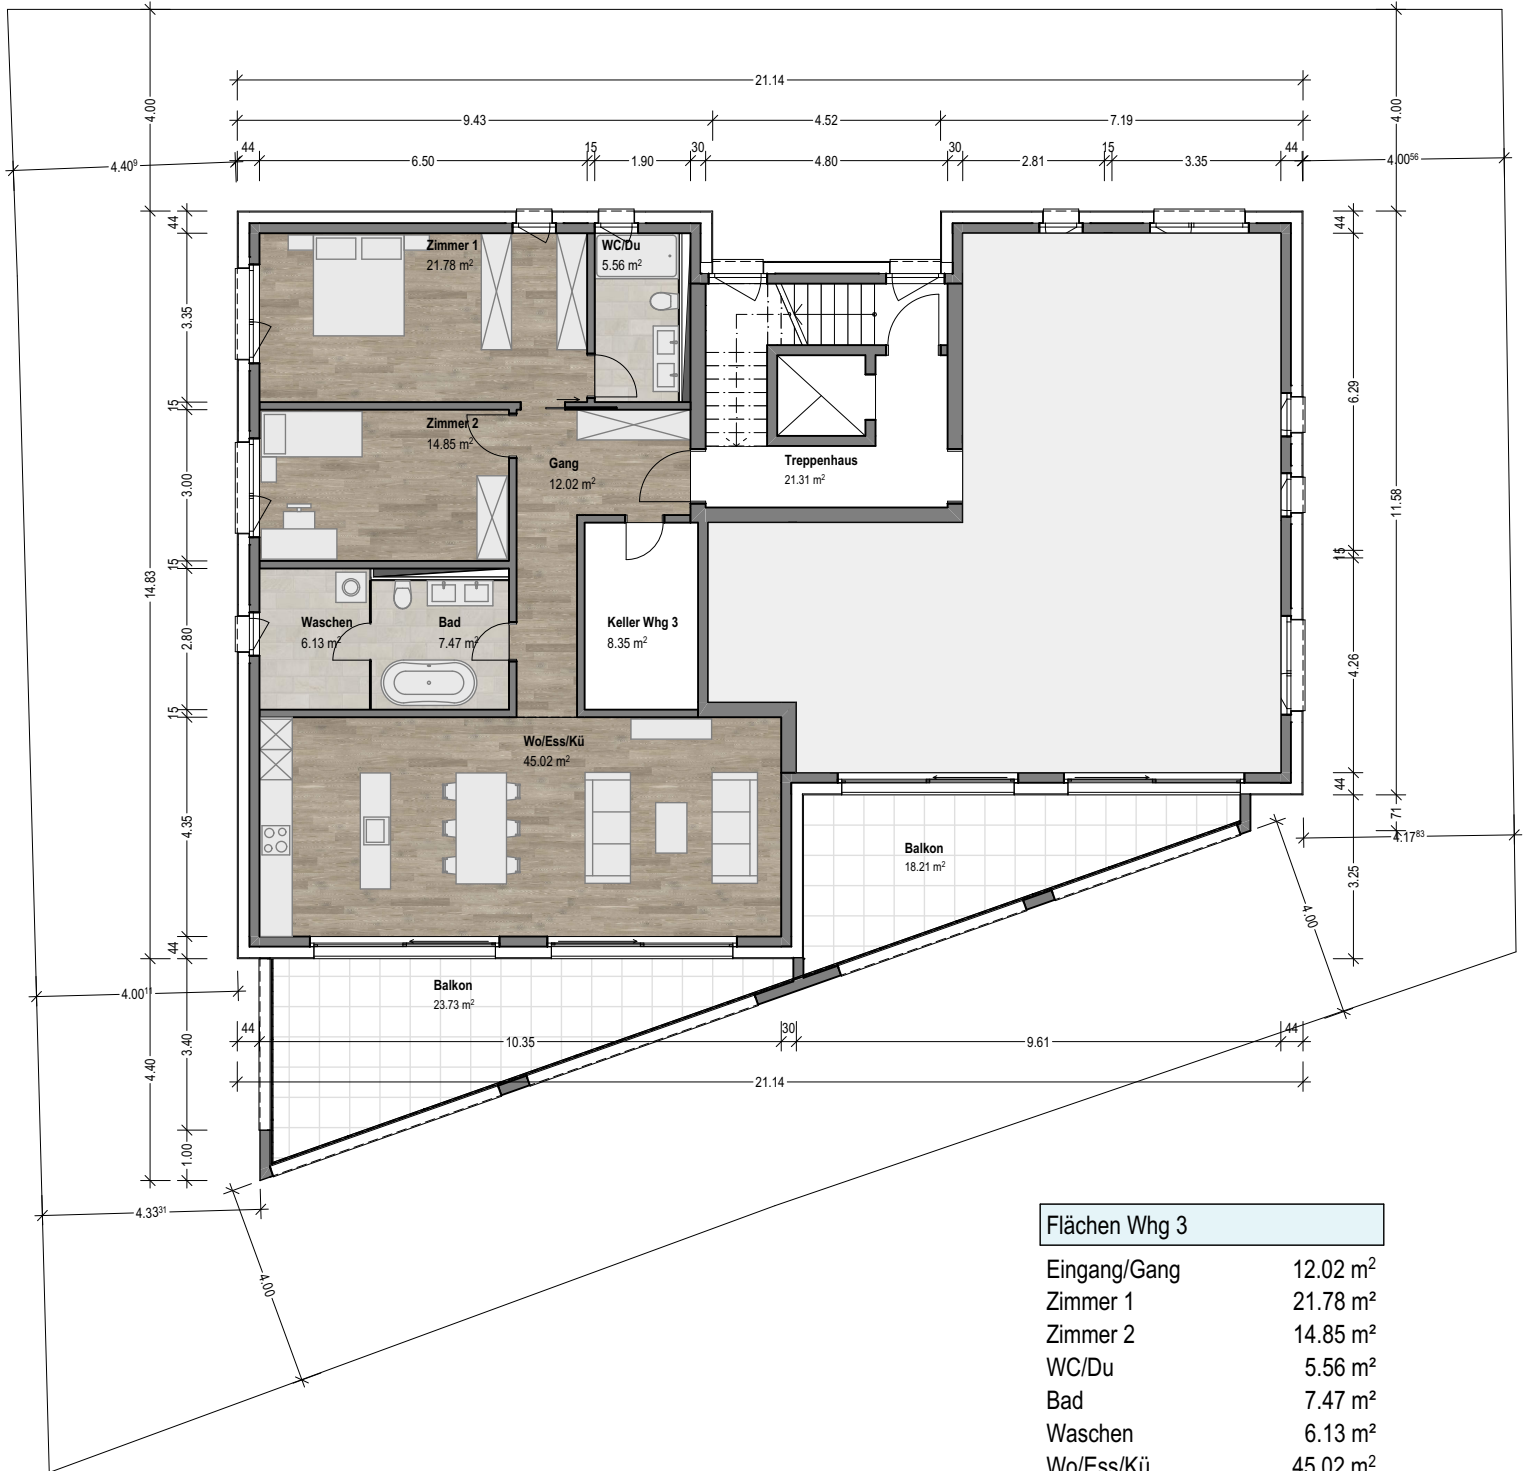 4.00
4.00
21.14
9.43
4.52
7.19
44
6.50
15
1.90
30
4.80
30
2.81
15
3.35
44
4.40⁹
4.00⁵⁶
44
3.35
15
3.00
15
2.80
15
4.35
44
3.40
1.00
14.83
4.40
Zimmer 1
21.78 m²
WC/Du
5.56 m²
Zimmer 2
14.85 m²
Gang
12.02 m²
Treppenhaus
21.31 m²
Waschen
6.13 m²
Bad
7.47 m²
Keller Whg 3
8.35 m²
Wo/Ess/Kü
45.02 m²
Balkon
18.21 m²
Balkon
23.73 m²
44
6.29
15
4.26
44
3.25
11.58
71
4.17⁸³
4.00
4.00¹¹
44
10.35
30
9.61
44
21.14
4.33³¹
4.00
Flächen Whg 3
Eingang/Gang 12.02 m²
Zimmer 1 21.78 m²
Zimmer 2 14.85 m²
WC/Du 5.56 m²
Bad 7.47 m²
Waschen 6.13 m²
Wo/Ess/Kü 45.02 m²